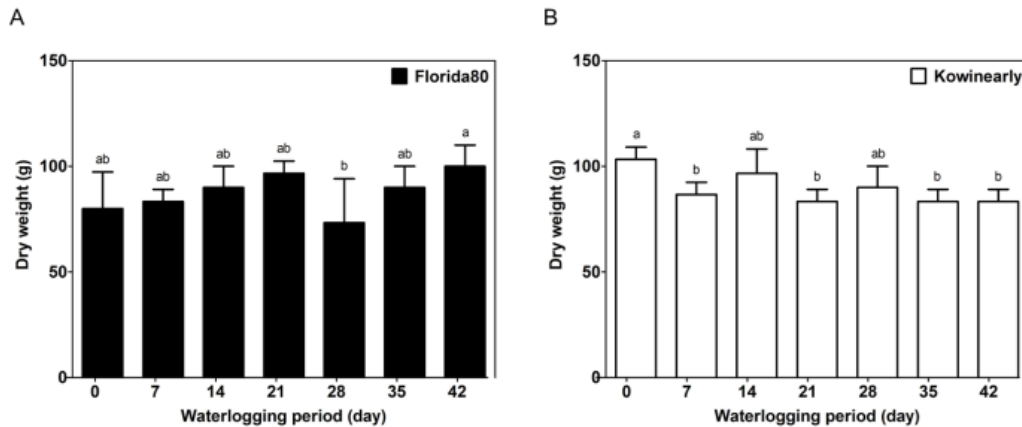 A
150
Florida80
100
50
0
Dry weight (g)
ab
ab
ab
ab
b
ab
a
0 7 14 21 28 35 42
Waterlogging period (day)
B
150
Kowinearly
100
50
0
Dry weight (g)
a
b
ab
b
ab
b
b
0 7 14 21 28 35 42
Waterlogging period (day)